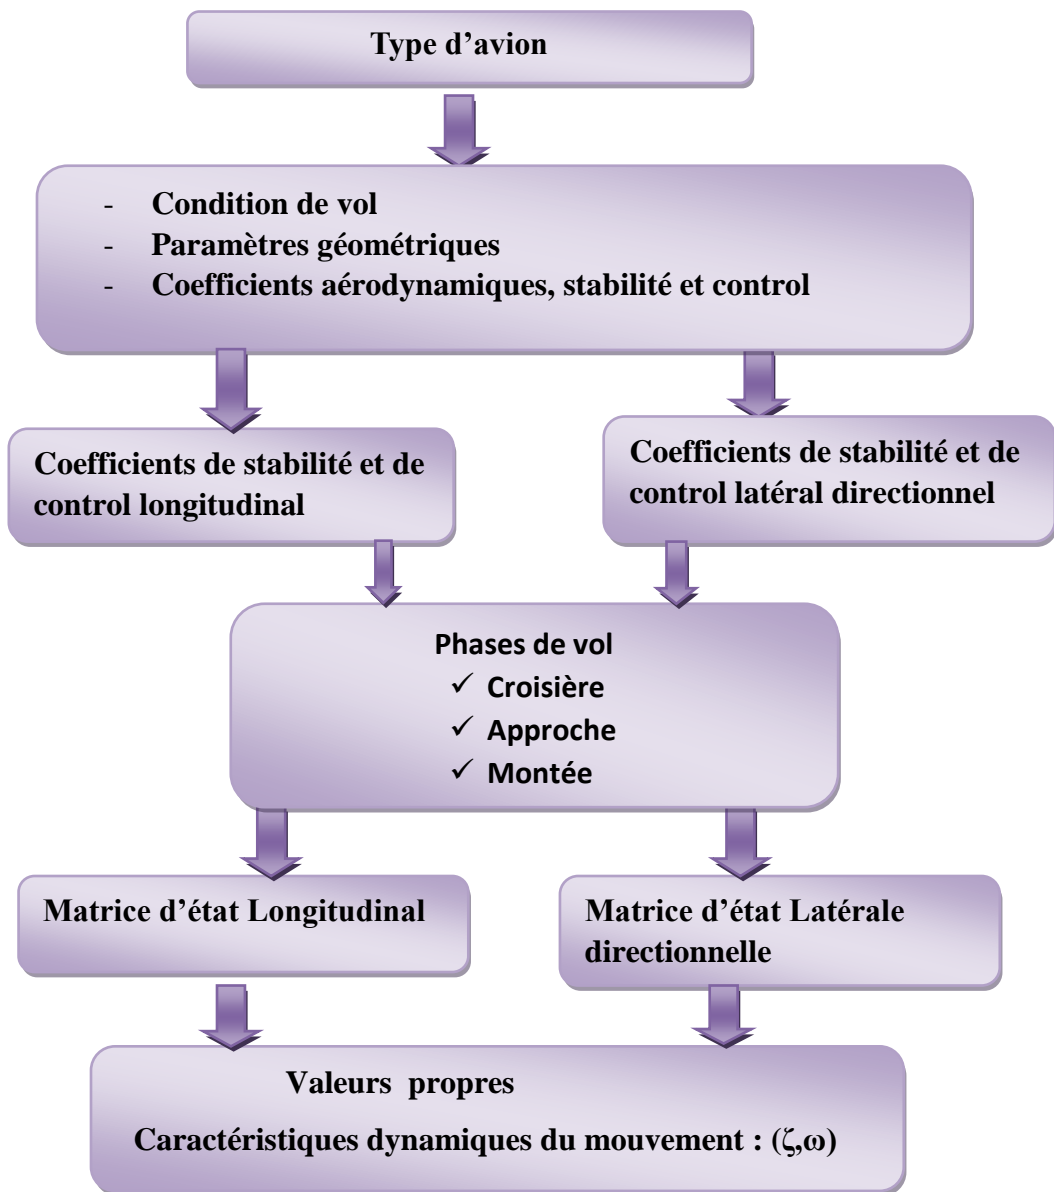 Type d’avion
- Condition de vol
- Paramètres géométriques
- Coefficients aérodynamiques, stabilité et control
Coefficients de stabilité et de
control longitudinal
Coefficients de stabilité et de
control latéral directionnel
Phases de vol
✓ Croisière
✓ Approche
✓ Montée
Matrice d’état Longitudinal
Matrice d’état Latérale
directionnelle
Valeurs propres
Caractéristiques dynamiques du mouvement : (ζ,ω)